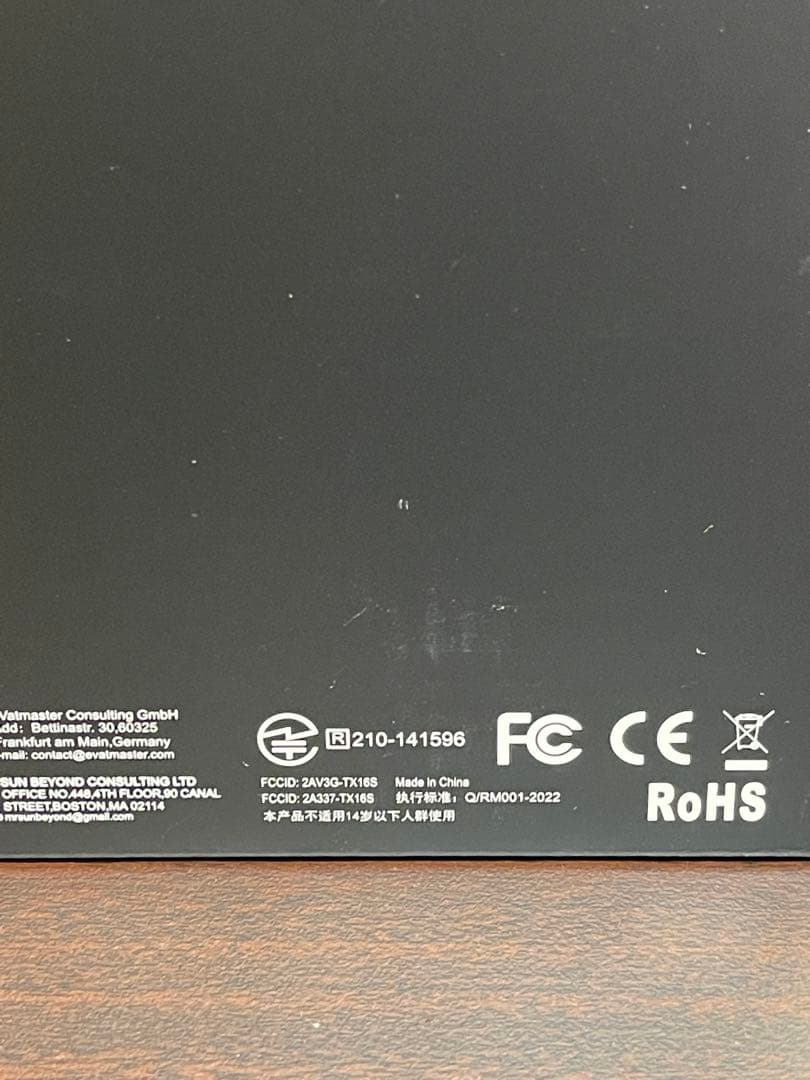 Vatmaster Consulting GmbH
Add: Bettinastr. 30,60325
Frankfurt am Main,Germany
-mail: contact@evatmaster.com
SUN BEYOND CONSULTING LTD
OFFICE NO.448,4TH FLOOR,90 CANAL
STREET,BOSTON,MA 02114
mrsunbeyond@gmail.com
R 210-141596
FCCID: 2AV3G-TX16S Made in China
FCCID: 2A337-TX16S 执行标准：Q/RM001-2022
本产品不适用14岁以下人群使用
FC CE
RoHS